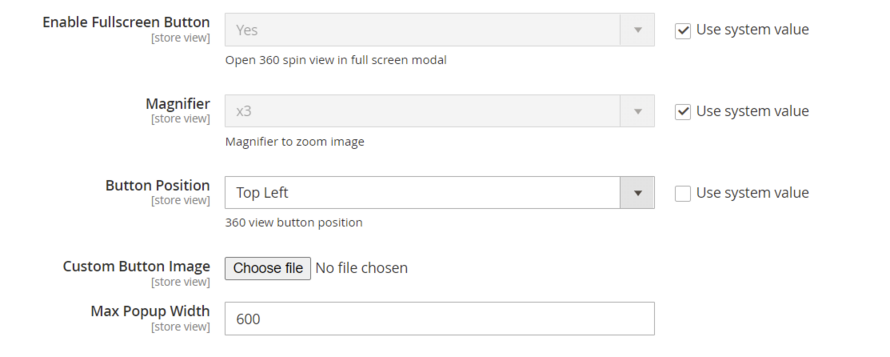 Enable Fullscreen Button Yes Use system value
[store view]
Open 360 spin view in full screen modal
Magnifier x3 Use system value
[store view]
Magnifier to zoom image
Button Position Top Left Use system value
[store view]
360 view button position
Custom Button Image Choose file No file chosen
[store view]
Max Popup Width 600
[store view]